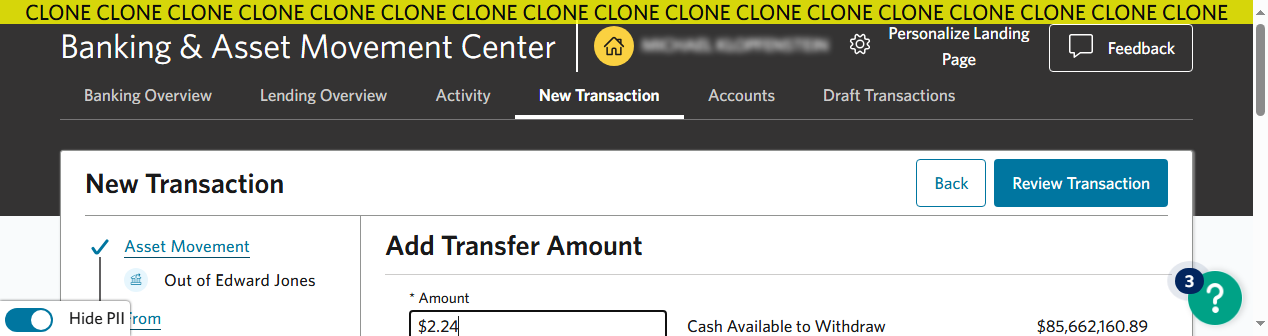 CLONE CLONE CLONE CLONE CLONE CLONE CLONE CLONE CLONE CLONE CLONE CLONE CLONE CLONE CLONE CLONE CLONE
Banking & Asset Movement Center
Personalize Landing
Page
Feedback
Banking Overview Lending Overview Activity New Transaction Accounts Draft Transactions
New Transaction
Back Review Transaction
Asset Movement
Add Transfer Amount
Out of Edward Jones
* Amount
3
?
Hide PII
From
$2.24
Cash Available to Withdraw $85,662,160.89